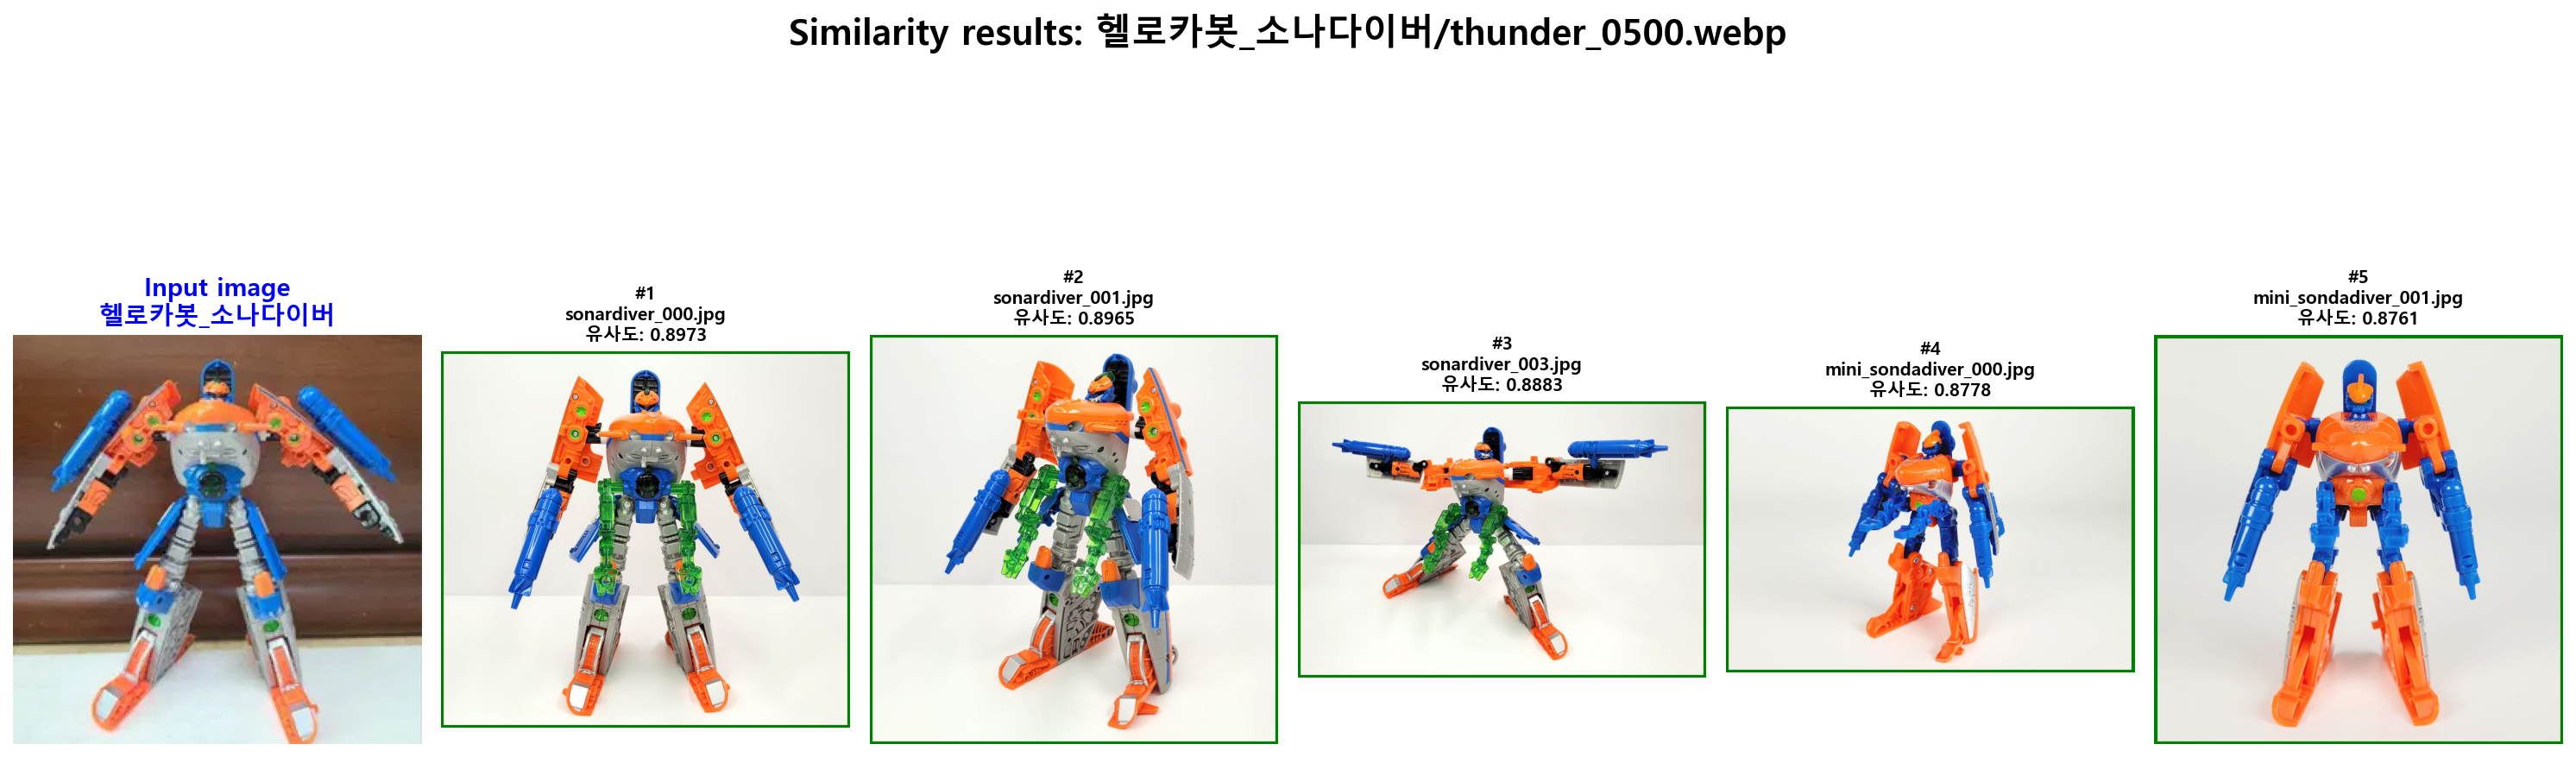 Similarity results: 헬로카봇_소나다이버/thunder_0500.webp
Input image
헬로카봇_소나다이버
#1
sonardiver_000.jpg
유사도: 0.8973
#2
sonardiver_001.jpg
유사도: 0.8965
#3
sonardiver_003.jpg
유사도: 0.8883
#4
mini_sondadiver_000.jpg
유사도: 0.8778
#5
mini_sondadiver_001.jpg
유사도: 0.8761